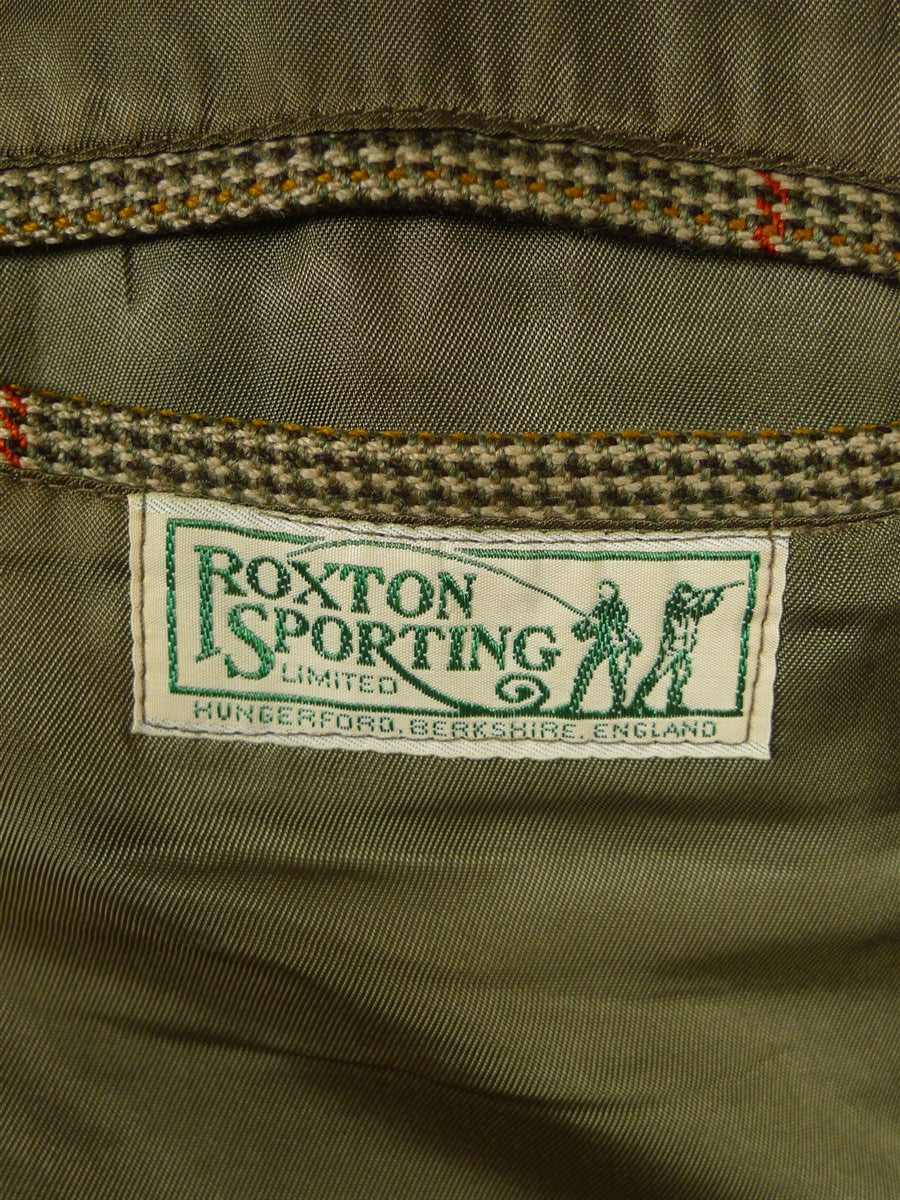 ROXTON
SPORTING
LIMITED
HUNGERFORD, BERKSHIRE, ENGLAND